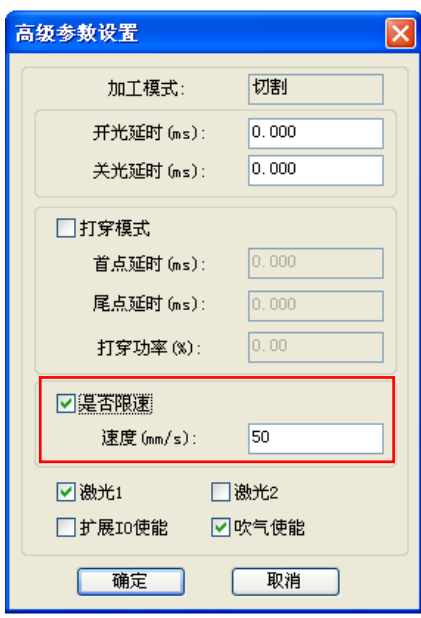 高级参数设置
加工模式: 切割
开光延时(ms): 0.000
关光延时(ms): 0.000
打穿模式
首点延时(ms): 0.000
尾点延时(ms): 0.000
打穿功率(%): 0.00
是否限速
速度(mm/s): 50
激光1 激光2
扩展IO使能 吹气使能
确定 取消